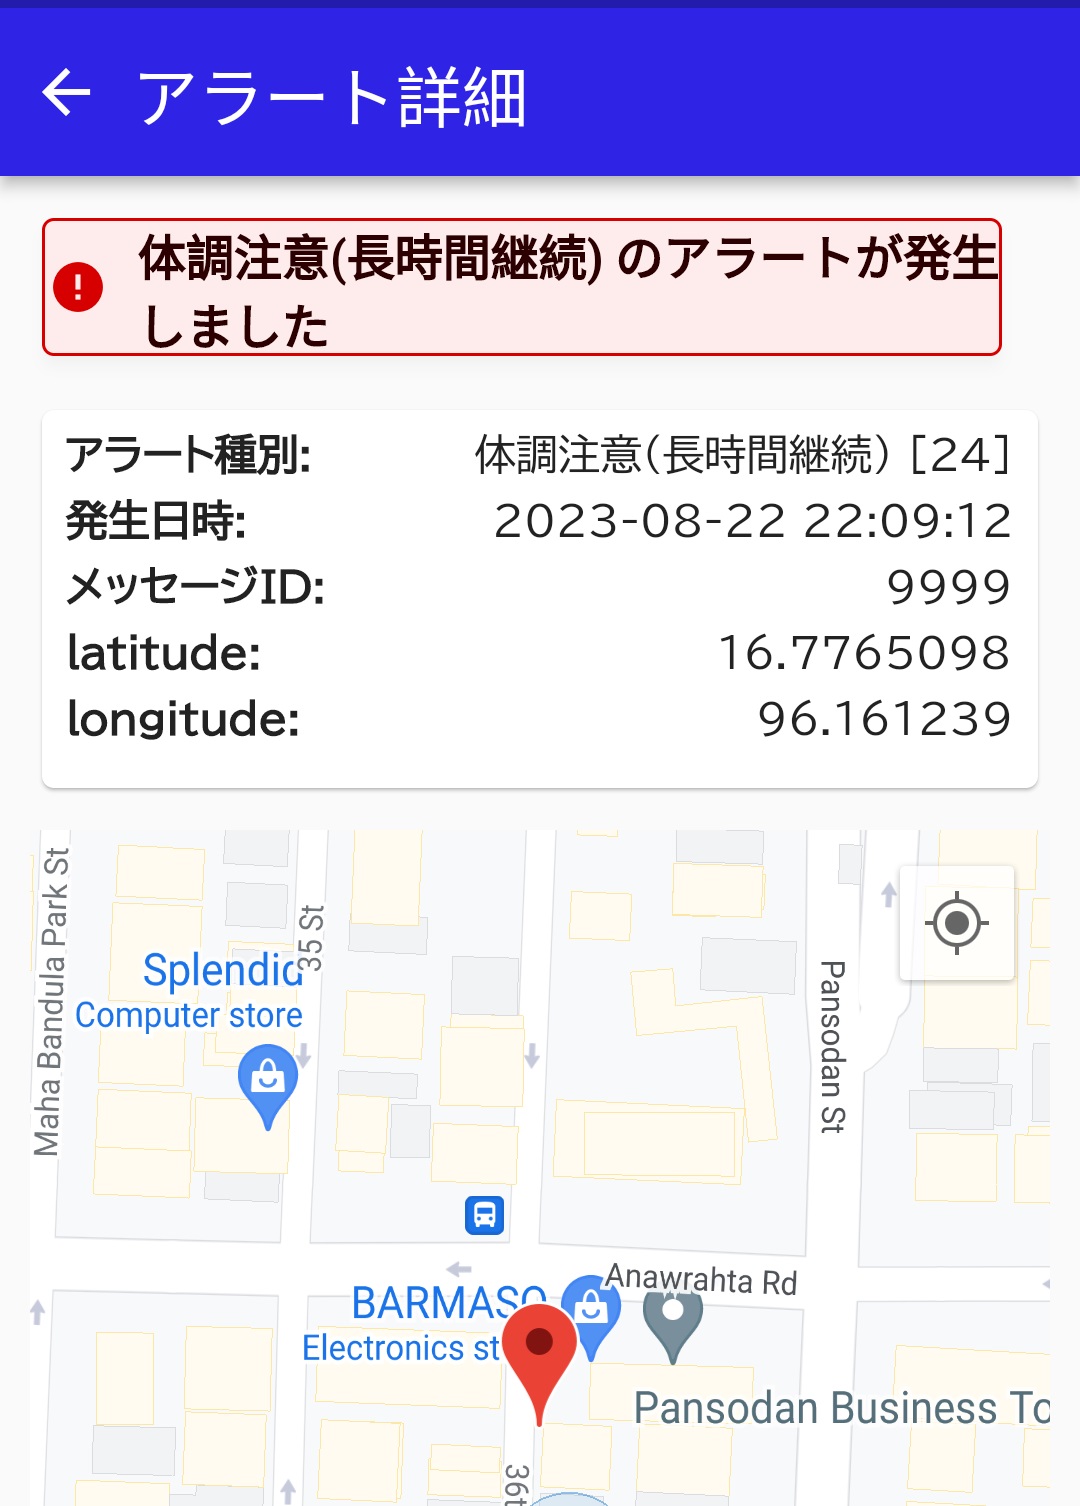 アラート詳細
体調注意(長時間継続) のアラートが発生
しました
アラート種別: 体調注意(長時間継続) [24]
発生日時: 2023-08-22 22:09:12
メッセージID: 9999
latitude: 16.7765098
longitude: 96.161239
Maha Bandula Park St
35 St
Splendid
Computer store
Pansodan St
Anawrahta Rd
BARMASO
Electronics st
Pansodan Business To
36t